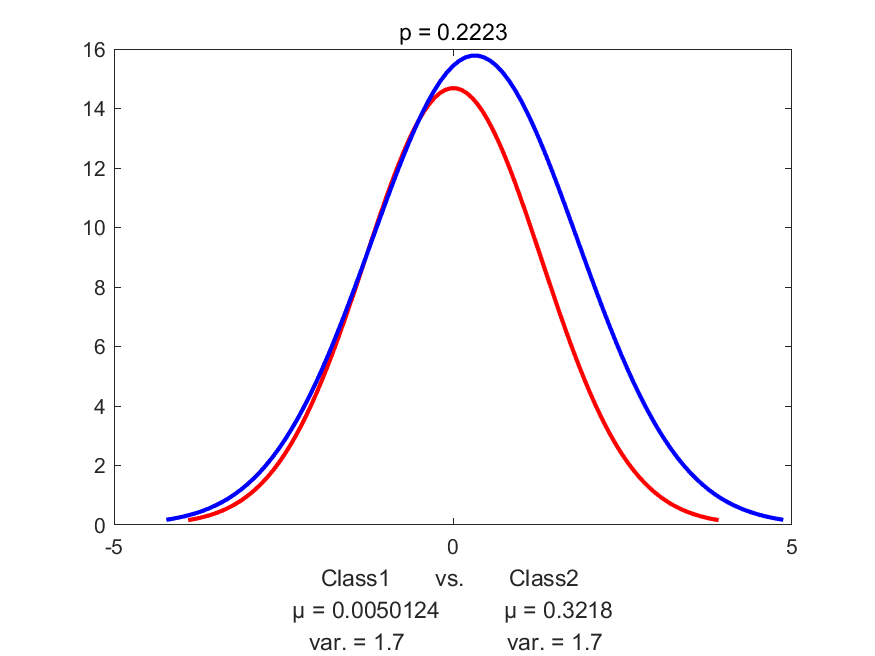 p = 0.2223
16
14
12
10
8
6
4
2
0
-5 0 5
Class1 vs. Class2
μ = 0.0050124 μ = 0.3218
var. = 1.7 var. = 1.7